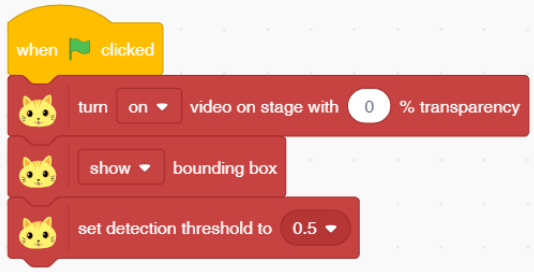 when clicked
turn on video on stage with 0 % transparency
show bounding box
set detection threshold to 0.5